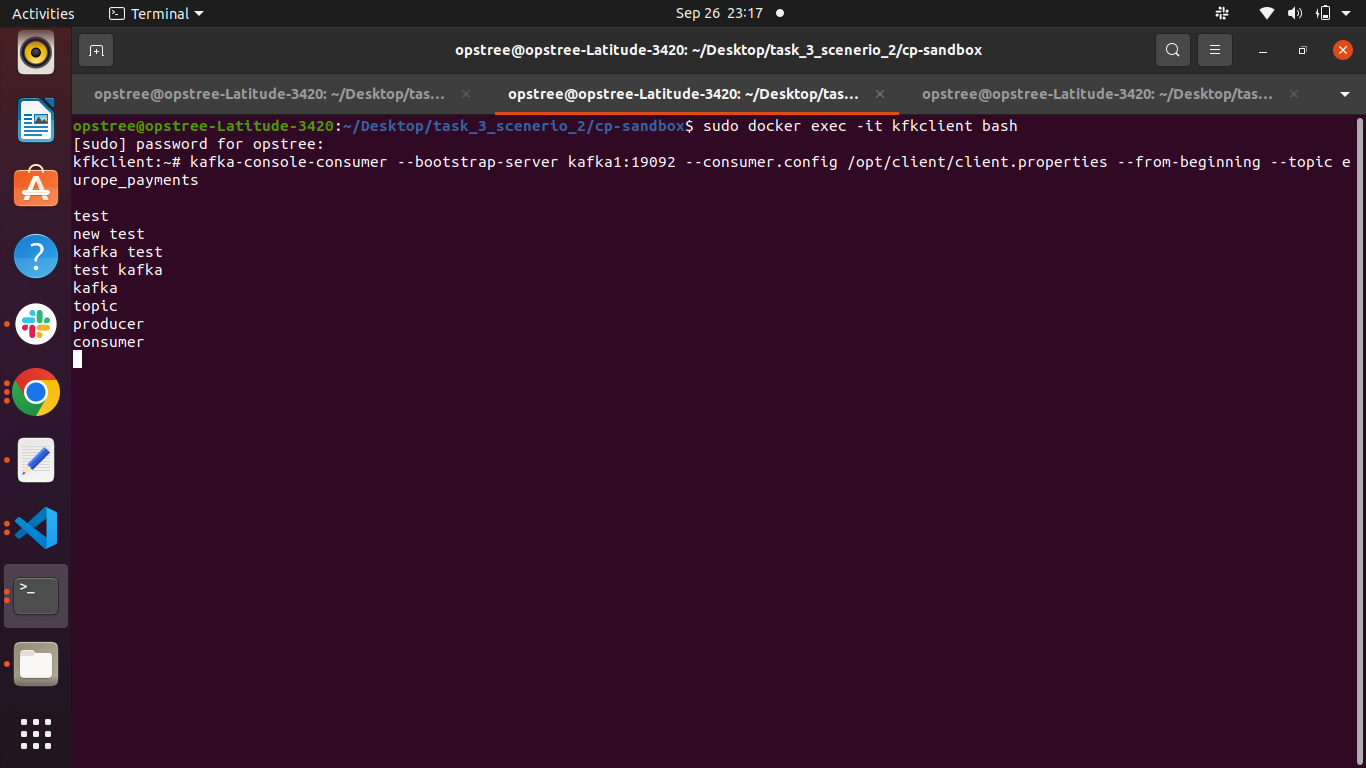 Activities
Terminal
Sep 26 23:17
opstree@opstree-Latitude-3420: ~/Desktop/task_3_scenerio_2/cp-sandbox
opstree@opstree-Latitude-3420: ~/Desktop/tas...
opstree@opstree-Latitude-3420: ~/Desktop/tas...
opstree@opstree-Latitude-3420: ~/Desktop/tas...
opstree@opstree-Latitude-3420:~/Desktop/task_3_scenerio_2/cp-sandbox$ sudo docker exec -it kfkclient bash
[sudo] password for opstree:
kfkclient:~# kafka-console-consumer --bootstrap-server kafka1:19092 --consumer.config /opt/client/client.properties --from-beginning --topic e
urope_payments
test
new test
kafka test
test kafka
kafka
topic
producer
consumer